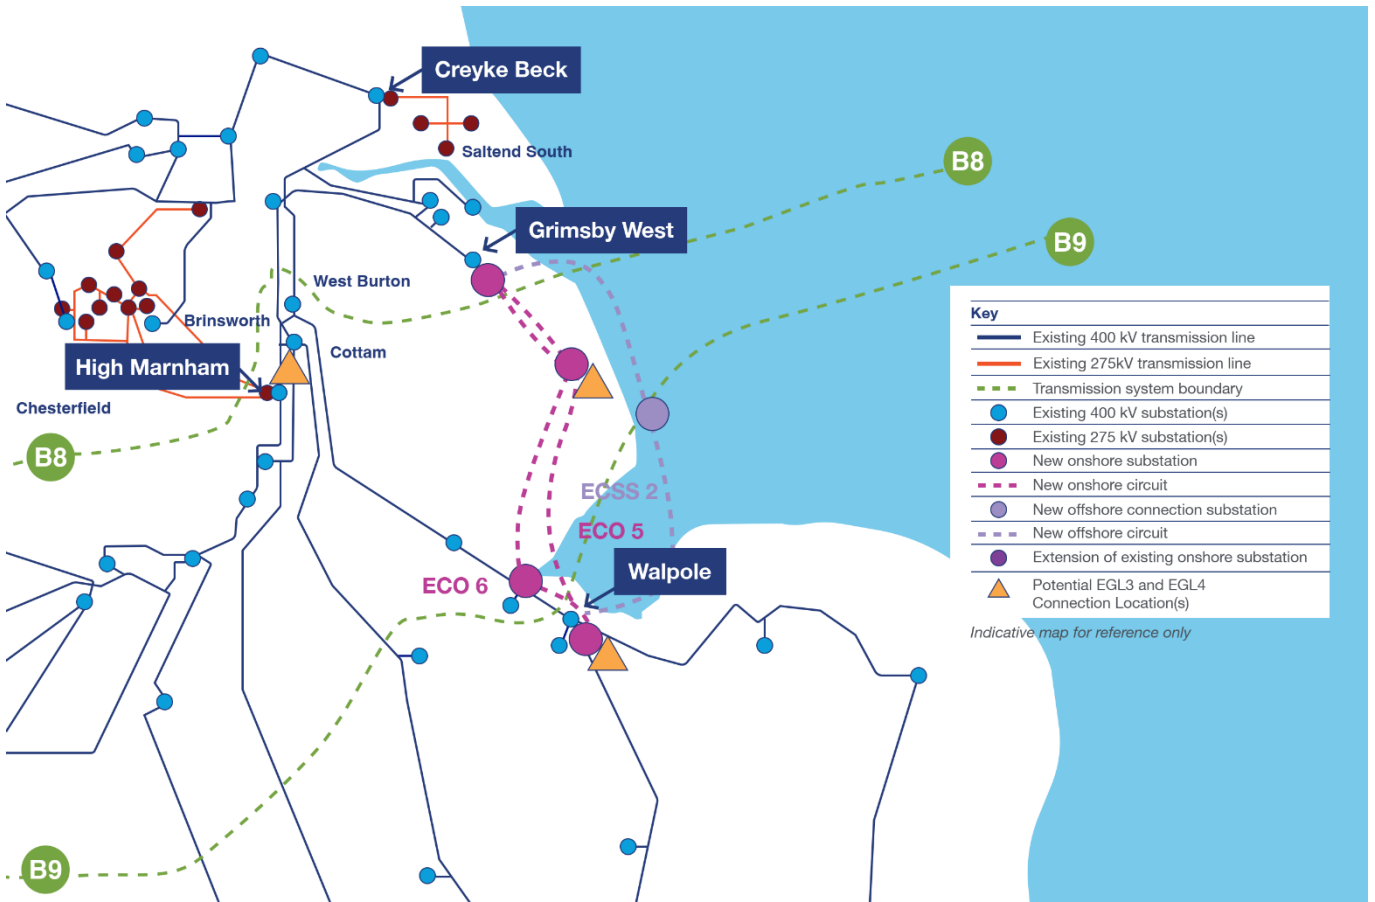 Creyke Beck
Saltend South
B8
Grimsby West
B9
West Burton
Brinsworth
Cottam
High Marnham
Chesterfield
B8
ECSS 2
ECO 5
Walpole
ECO 6
B9
Key
Existing 400 kV transmission line
Existing 275kV transmission line
Transmission system boundary
Existing 400 kV substation(s)
Existing 275 kV substation(s)
New onshore substation
New onshore circuit
New offshore connection substation
New offshore circuit
Extension of existing onshore substation
Potential EGL3 and EGL4
Connection Location(s)
Indicative map for reference only